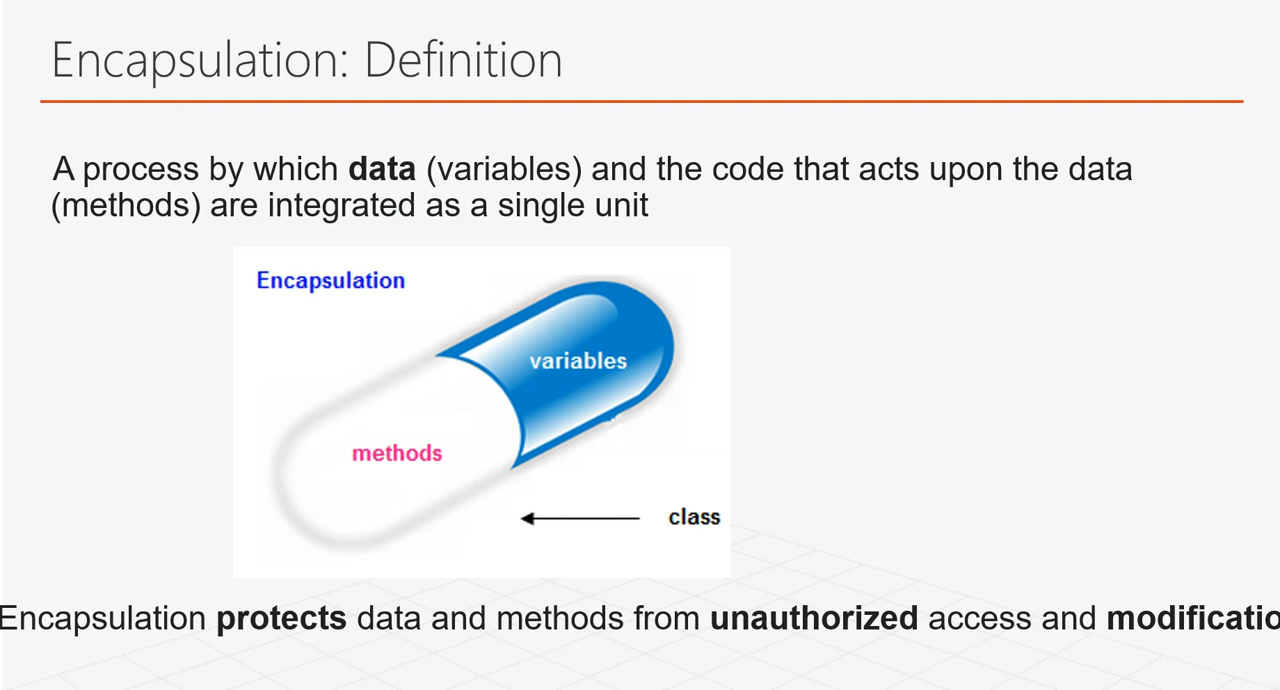 Encapsulation: Definition
A process by which data (variables) and the code that acts upon the data
(methods) are integrated as a single unit
Encapsulation
variables
methods
class
Encapsulation protects data and methods from unauthorized access and modificatio